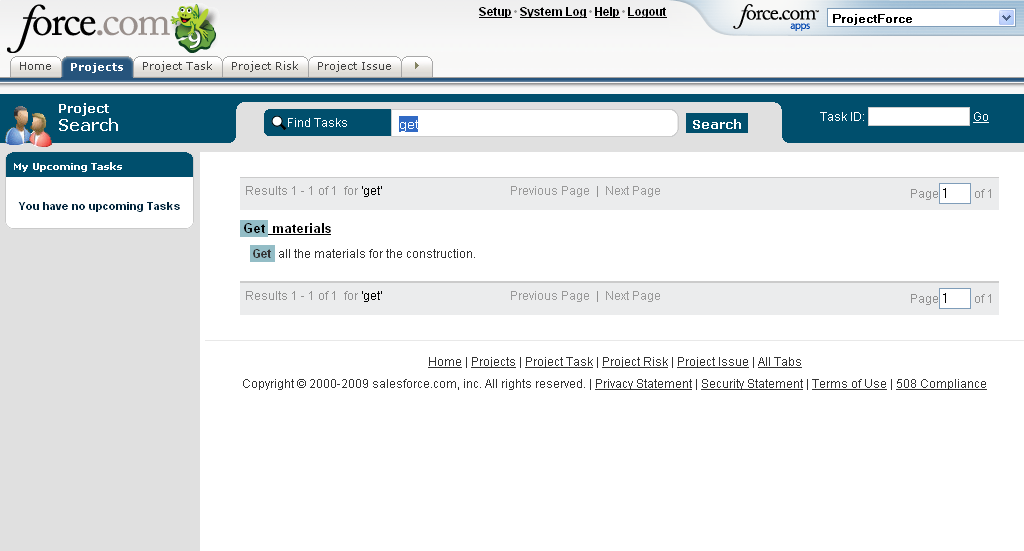 force.com 9
Setup · System Log · Help · Logout
force.com™ apps
ProjectForce
Home Projects Project Task Project Risk Project Issue
Project
Search
Find Tasks get Search
Task ID: Go
My Upcoming Tasks
You have no upcoming Tasks
Results 1 - 1 of 1 for 'get' Previous Page | Next Page Page 1 of 1
Get materials
Get all the materials for the construction.
Results 1 - 1 of 1 for 'get' Previous Page | Next Page Page 1 of 1
Home | Projects | Project Task | Project Risk | Project Issue | All Tabs
Copyright © 2000-2009 salesforce.com, inc. All rights reserved. | Privacy Statement | Security Statement | Terms of Use | 508 Compliance